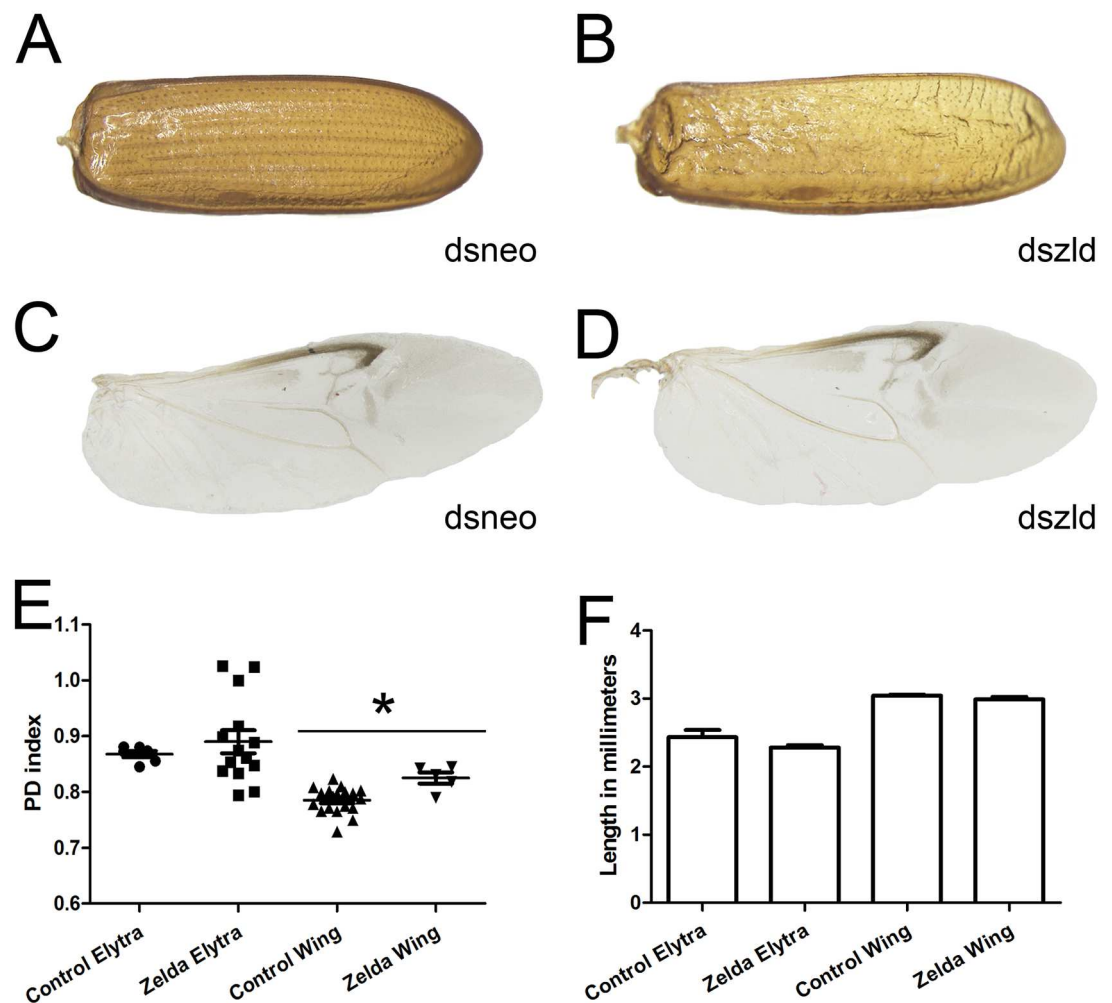 A
B
dsneo
dszld
C
D
dsneo
dszld
E
1.1
1.0
0.9
0.8
0.7
0.6
PD index
*
Control Elytra
Zelda Elytra
Control Wing
Zelda Wing
F
4
3
2
1
0
Length in millimeters
Control Elytra
Zelda Elytra
Control Wing
Zelda Wing